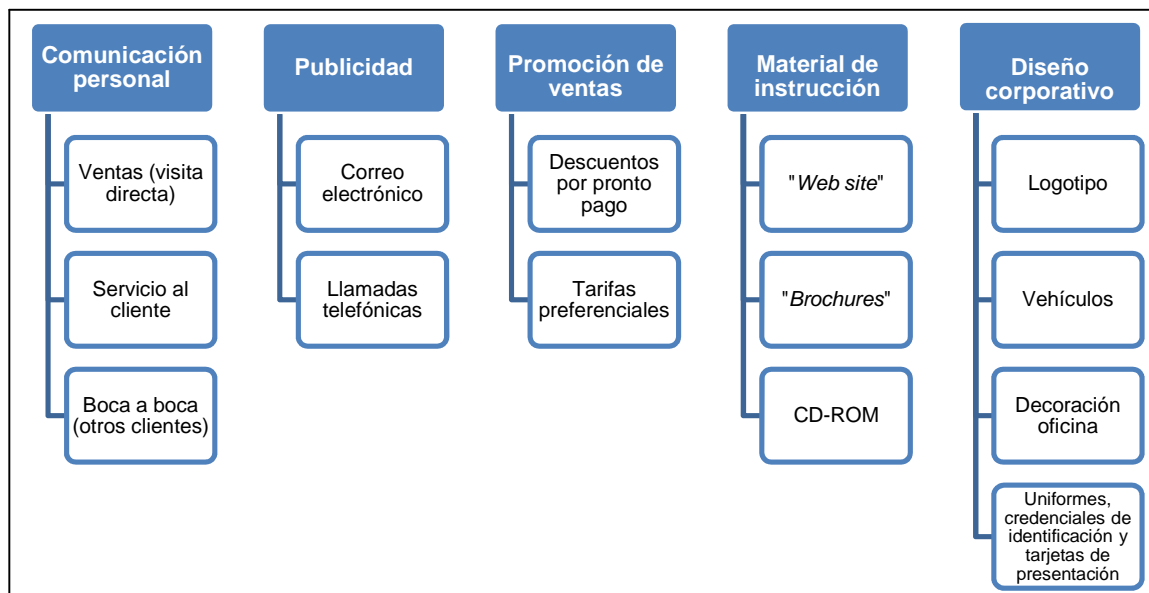 Comunicación
personal
Ventas (visita
directa)
Servicio al
cliente
Boca a boca
(otros clientes)
Publicidad
Correo
electrónico
Llamadas
telefónicas
Promoción de
ventas
Descuentos
por pronto
pago
Tarifas
preferenciales
Material de
instrucción
"Web site"
"Brochures"
CD-ROM
Diseño
corporativo
Logotipo
Vehículos
Decoración
oficina
Uniformes,
credenciales de
identificación y
tarjetas de
presentación